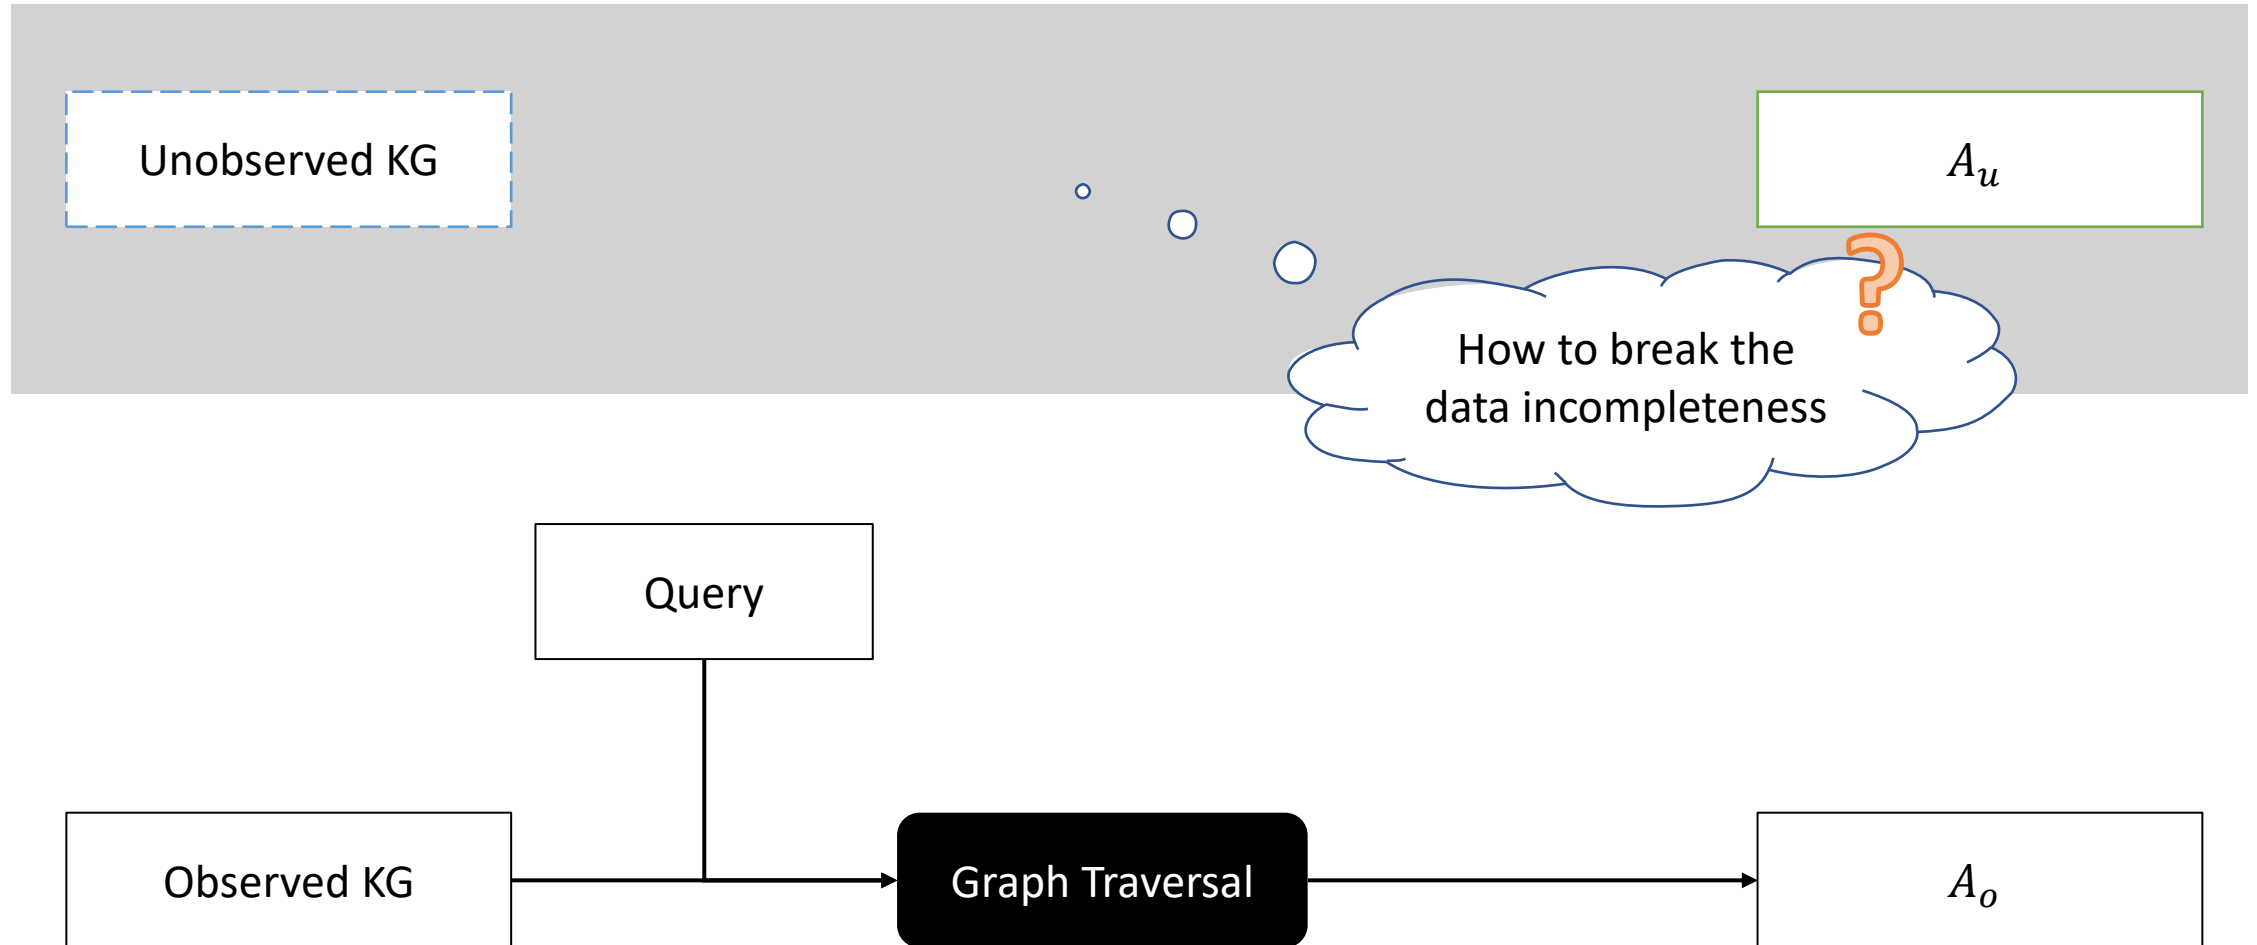 Unobserved KG
A_u
?
How to break the
data incompleteness
Query
Observed KG
Graph Traversal
A_o